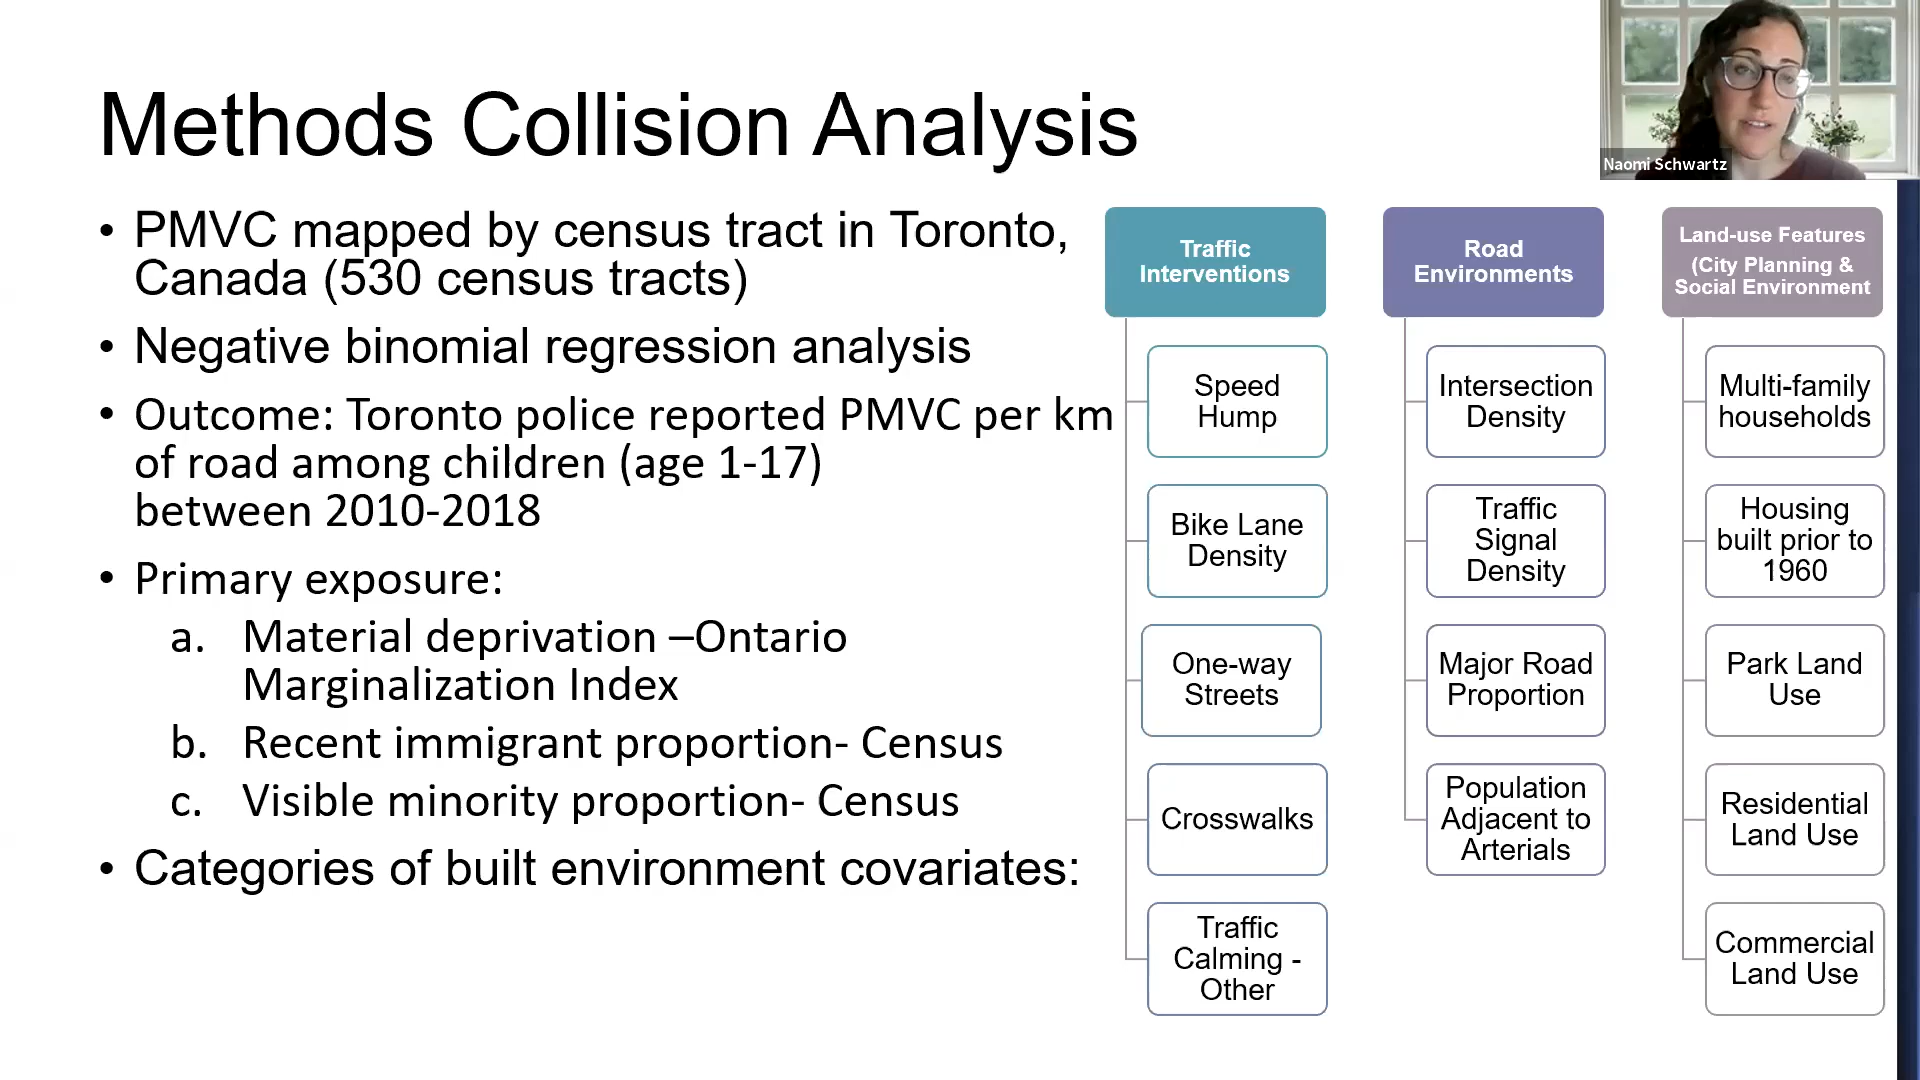 Methods Collision Analysis
Naomi Schwartz
• PMVC mapped by census tract in Toronto,
Canada (530 census tracts)
• Negative binomial regression analysis
• Outcome: Toronto police reported PMVC per km
of road among children (age 1-17)
between 2010-2018
• Primary exposure:
a. Material deprivation –Ontario
Marginalization Index
b. Recent immigrant proportion- Census
c. Visible minority proportion- Census
• Categories of built environment covariates:
Traffic
Interventions
Speed
Hump
Bike Lane
Density
One-way
Streets
Crosswalks
Traffic
Calming -
Other
Road
Environments
Intersection
Density
Traffic
Signal
Density
Major Road
Proportion
Population
Adjacent to
Arterials
Land-use Features
(City Planning &
Social Environment
Multi-family
households
Housing
built prior to
1960
Park Land
Use
Residential
Land Use
Commercial
Land Use